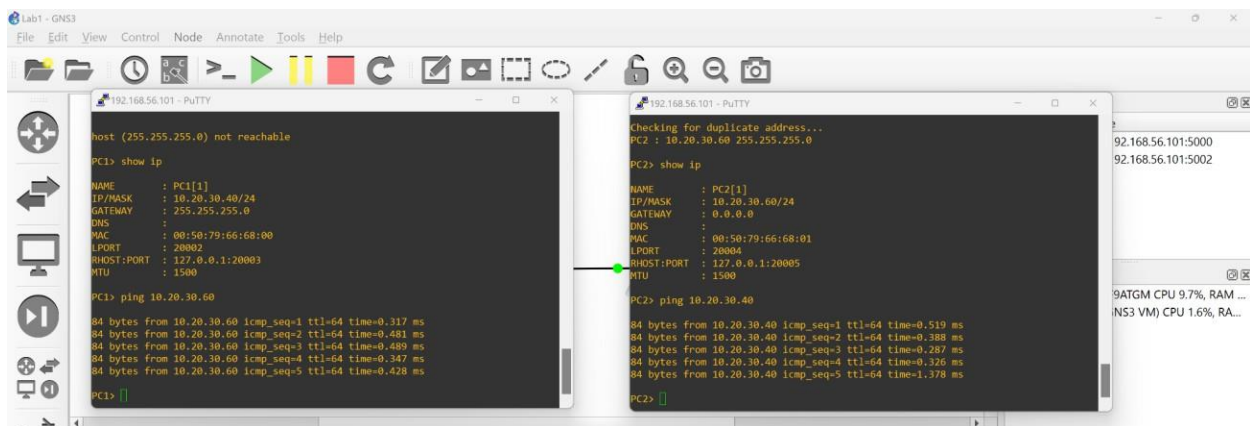 Lab1 - GNS3
File Edit View Control Node Annotate Tools Help
192.168.56.101 - PuTTY
host (255.255.255.0) not reachable
PC1> show ip
NAME : PC1[1]
IP/MASK : 10.20.30.40/24
GATEWAY : 255.255.255.0
DNS :
MAC : 00:50:79:66:68:00
LPORT : 20002
RHOST:PORT : 127.0.0.1:20003
MTU : 1500
PC1> ping 10.20.30.60
84 bytes from 10.20.30.60 icmp_seq=1 ttl=64 time=0.317 ms
84 bytes from 10.20.30.60 icmp_seq=2 ttl=64 time=0.481 ms
84 bytes from 10.20.30.60 icmp_seq=3 ttl=64 time=0.489 ms
84 bytes from 10.20.30.60 icmp_seq=4 ttl=64 time=0.347 ms
84 bytes from 10.20.30.60 icmp_seq=5 ttl=64 time=0.428 ms
PC1>
192.168.56.101 - PuTTY
Checking for duplicate address...
PC2 : 10.20.30.60 255.255.255.0
PC2> show ip
NAME : PC2[1]
IP/MASK : 10.20.30.60/24
GATEWAY : 0.0.0.0
DNS :
MAC : 00:50:79:66:68:01
LPORT : 20004
RHOST:PORT : 127.0.0.1:20005
MTU : 1500
PC2> ping 10.20.30.40
84 bytes from 10.20.30.40 icmp_seq=1 ttl=64 time=0.519 ms
84 bytes from 10.20.30.40 icmp_seq=2 ttl=64 time=0.388 ms
84 bytes from 10.20.30.40 icmp_seq=3 ttl=64 time=0.287 ms
84 bytes from 10.20.30.40 icmp_seq=4 ttl=64 time=0.326 ms
84 bytes from 10.20.30.40 icmp_seq=5 ttl=64 time=1.378 ms
PC2>
92.168.56.101:5000
92.168.56.101:5002
9ATGM CPU 9.7%, RAM ...
NS3 VM) CPU 1.6%, RA...